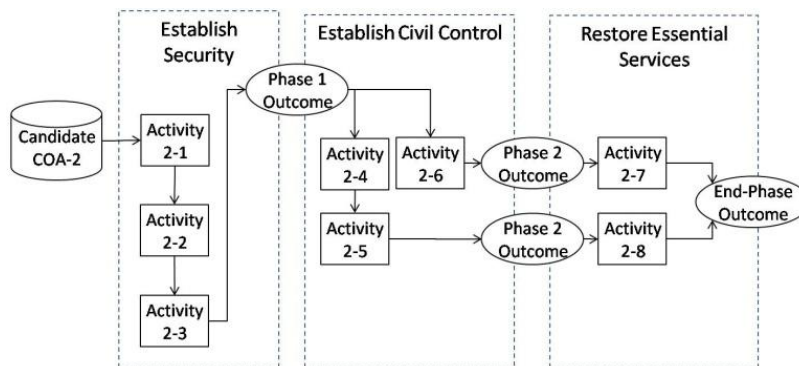 Establish
Security
Establish Civil Control
Restore Essential
Services
Phase 1
Outcome
Candidate
COA-2
Activity
2-1
Activity
2-2
Activity
2-3
Activity
2-4
Activity
2-6
Activity
2-5
Phase 2
Outcome
Phase 2
Outcome
Activity
2-7
Activity
2-8
End-Phase
Outcome